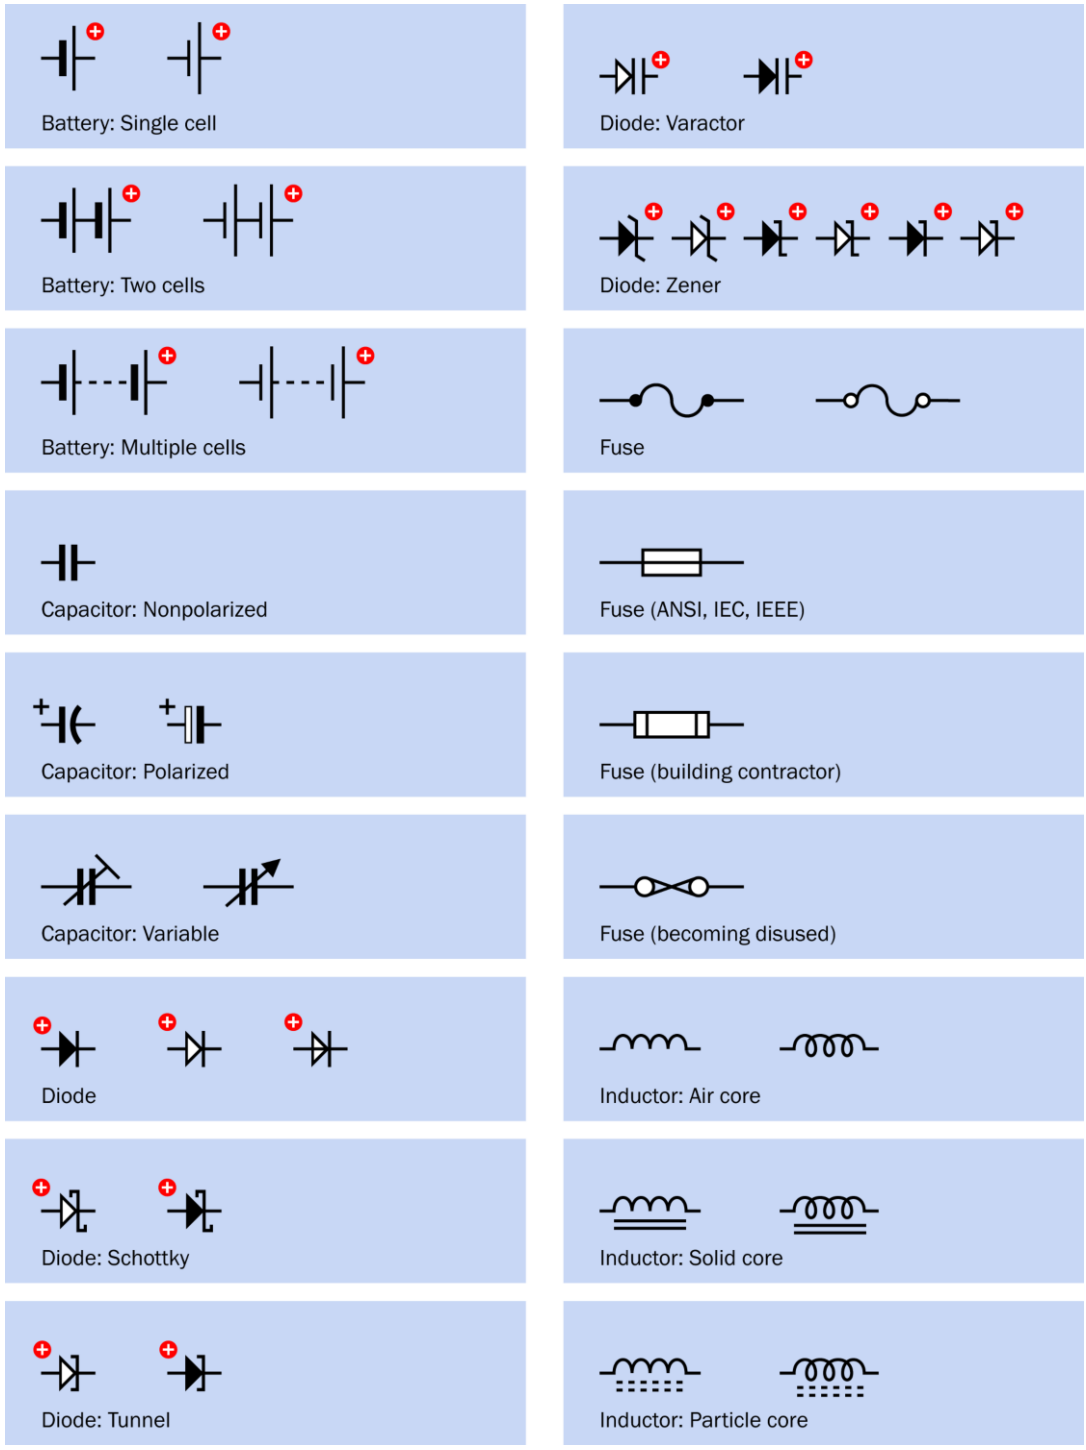 Battery: Single cell
Battery: Two cells
Battery: Multiple cells
Capacitor: Nonpolarized
+ +
Capacitor: Polarized
Capacitor: Variable
Diode
Diode: Schottky
Diode: Tunnel
Diode: Varactor
Diode: Zener
Fuse
Fuse (ANSI, IEC, IEEE)
Fuse (building contractor)
Fuse (becoming disused)
Inductor: Air core
Inductor: Solid core
Inductor: Particle core